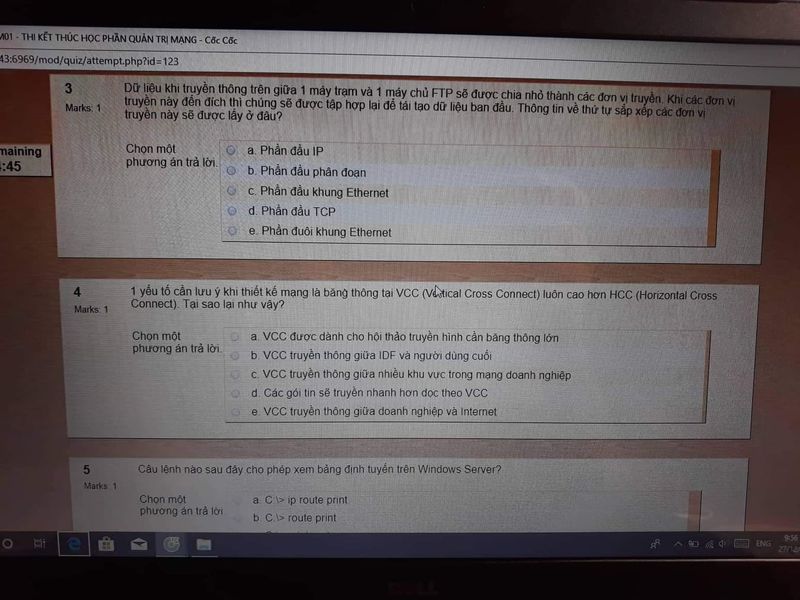 M01 - THI KẾT THÚC HỌC PHẦN QUẢN TRỊ MẠNG - Cốc Cốc
43:6969/mod/quiz/attempt.php?id=123
3
Marks: 1
Dữ liệu khi truyền thông trên giữa 1 máy trạm và 1 máy chủ FTP sẽ được chia nhỏ thành các đơn vị truyền. Khi các đơn vị
truyền này đến đích thì chúng sẽ được tập hợp lại để tái tạo dữ liệu ban đầu. Thông tin về thứ tự sắp xếp các đơn vị
truyền này sẽ được lấy ở đâu?
maining
:45
Chọn một
phương án trả lời.
a. Phần đầu IP
b. Phần đầu phân đoạn
c. Phần đầu khung Ethernet
d. Phần đầu TCP
e. Phần đuôi khung Ethernet
4
Marks: 1
1 yếu tố cần lưu ý khi thiết kế mạng là băng thông tại VCC (Vertical Cross Connect) luôn cao hơn HCC (Horizontal Cross
Connect). Tại sao lại như vậy?
Chọn một
phương án trả lời.
a. VCC được dành cho hội thảo truyền hình cần băng thông lớn
b. VCC truyền thông giữa IDF và người dùng cuối
c. VCC truyền thông giữa nhiều khu vực trong mạng doanh nghiệp
d. Các gói tin sẽ truyền nhanh hơn dọc theo VCC
e. VCC truyền thông giữa doanh nghiệp và Internet
5
Marks: 1
Câu lệnh nào sau đây cho phép xem bảng định tuyến trên Windows Server?
Chọn một
phương án trả lời
a. C:\> ip route print
b. C:\> route print
ENG
9:56
DELL